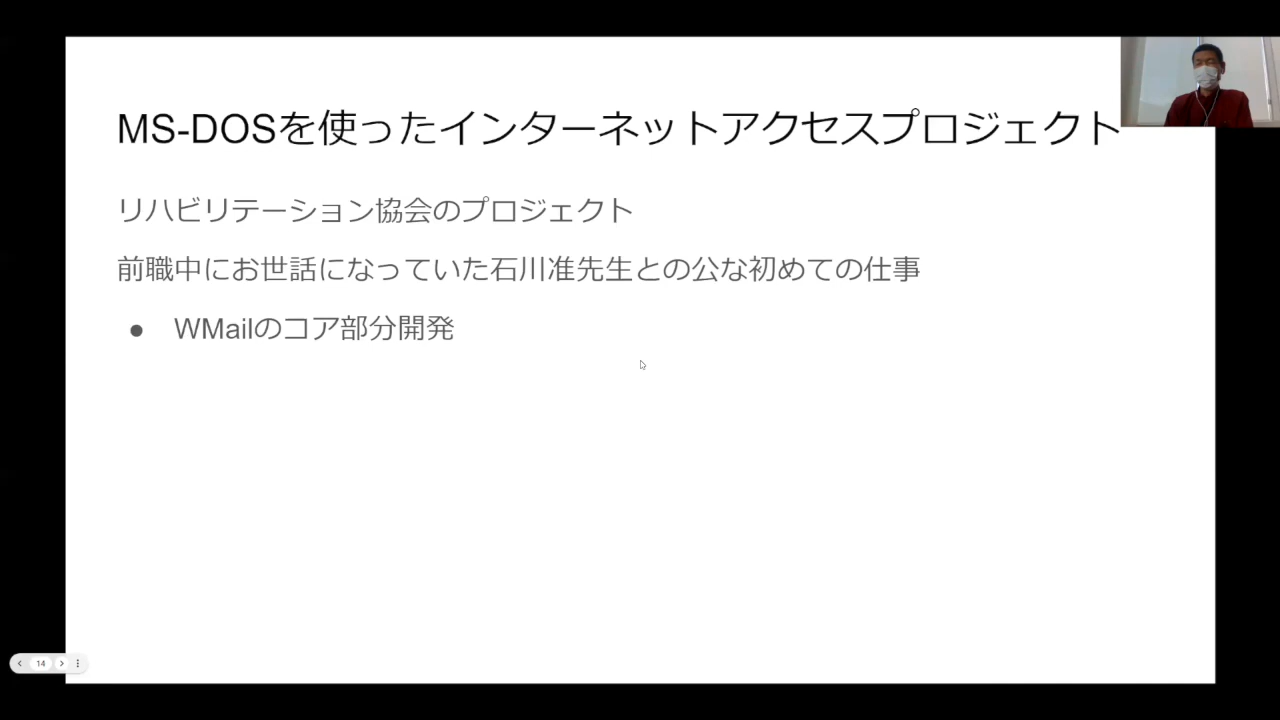 MS-DOSを使ったインターネットアクセスプロジェクト
リハビリテーション協会のプロジェクト
前職中にお世話になっていた石川准先生との公な初めての仕事
● WMailのコア部分開発
14